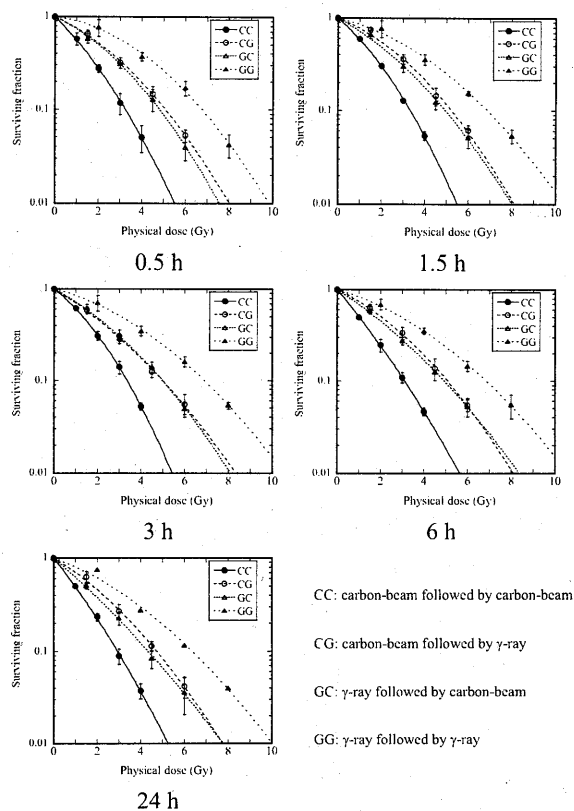 1
0.1
0.01
Surviving fraction
CC
CG
GC
GG
0 2 4 6 8 10
Physical dose (Gy)
0.5 h
1
0.1
0.01
Surviving fraction
CC
CG
GC
GG
0 2 4 6 8 10
Physical dose (Gy)
1.5 h
1
0.1
0.01
Surviving fraction
CC
CG
GC
GG
0 2 4 6 8 10
Physical dose (Gy)
3 h
1
0.1
0.01
Surviving fraction
CC
CG
GC
GG
0 2 4 6 8 10
Physical dose (Gy)
6 h
1
0.1
0.01
Surviving fraction
CC
CG
GC
GG
0 2 4 6 8 10
Physical dose (Gy)
24 h
CC: carbon-beam followed by carbon-beam
CG: carbon-beam followed by γ-ray
GC: γ-ray followed by carbon-beam
GG: γ-ray followed by γ-ray